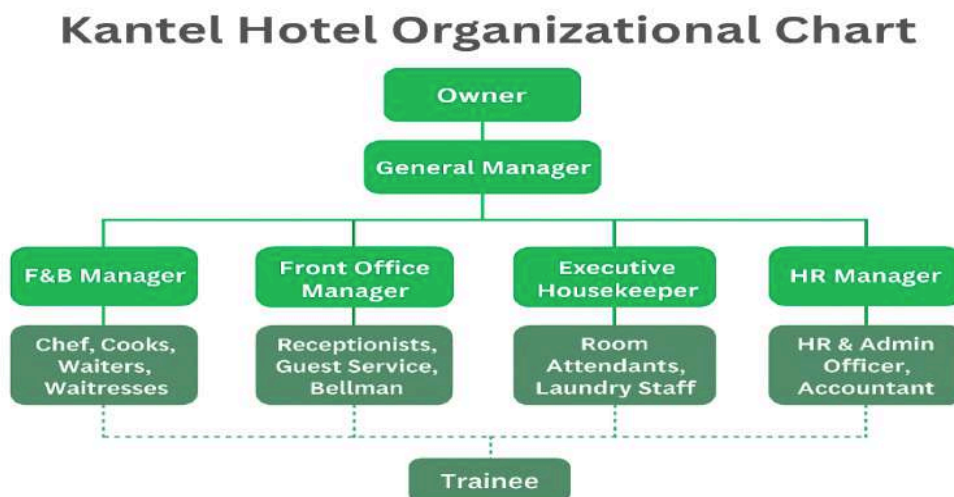 Kantel Hotel Organizational Chart
Owner
General Manager
F&B Manager
Front Office
Manager
Executive
Housekeeper
HR Manager
Chef, Cooks,
Waiters,
Waitresses
Receptionists,
Guest Service,
Bellman
Room
Attendants,
Laundry Staff
HR & Admin
Officer,
Accountant
Trainee